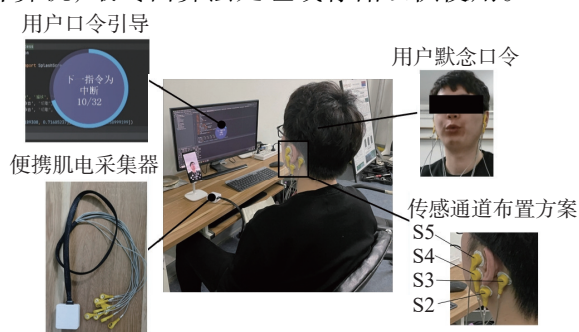 用户口令引导
下一指令为
中断
10/32
用户默念口令
便携肌电采集器
传感通道布置方案
S5
S4
S3
S2